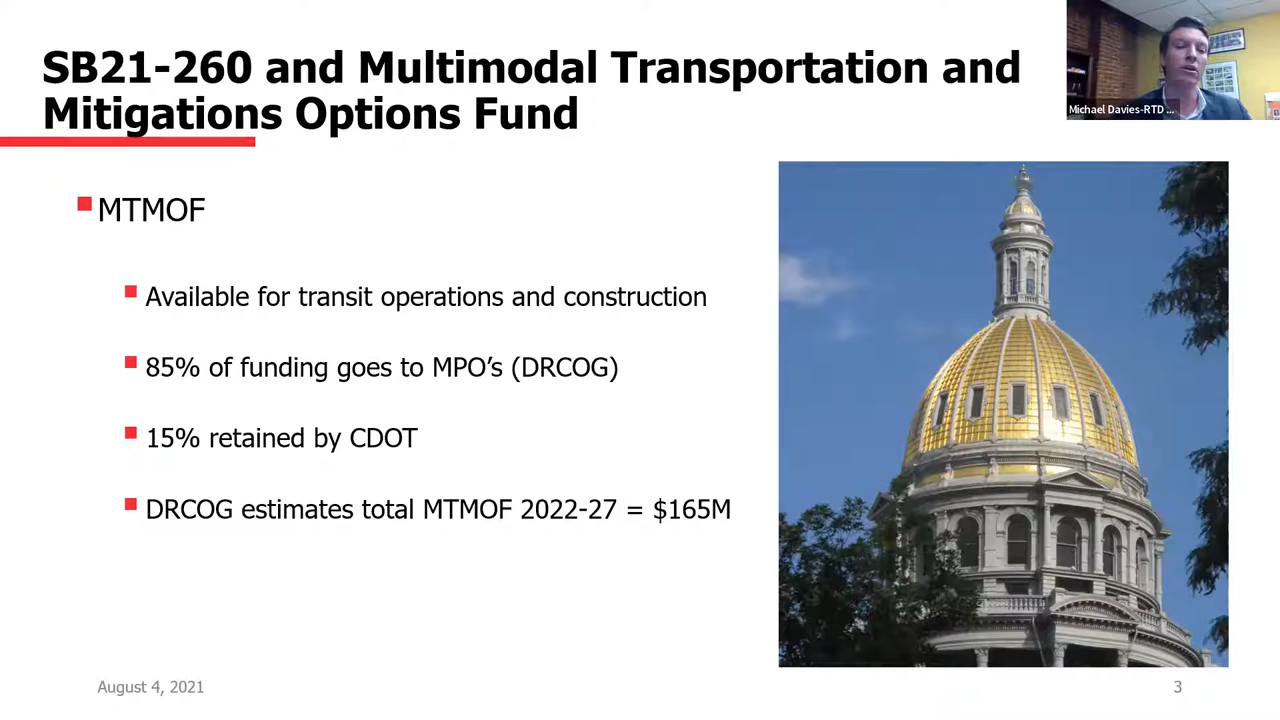 SB21-260 and Multimodal Transportation and
Mitigations Options Fund
Michael Davies-RTD ...
MTMOF
Available for transit operations and construction
85% of funding goes to MPO’s (DRCOG)
15% retained by CDOT
DRCOG estimates total MTMOF 2022-27 = $165M
August 4, 2021
3